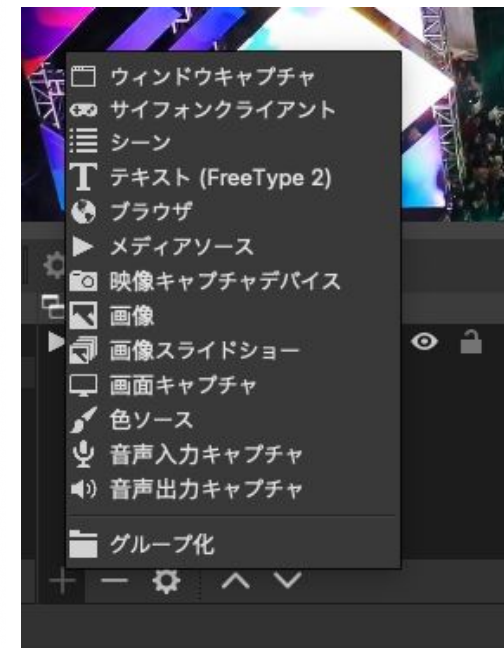 ウィンドウキャプチャ
サイフォンクライアント
シーン
テキスト (FreeType 2)
ブラウザ
メディアソース
映像キャプチャデバイス
画像
画像スライドショー
画面キャプチャ
色ソース
音声入力キャプチャ
音声出力キャプチャ
グループ化